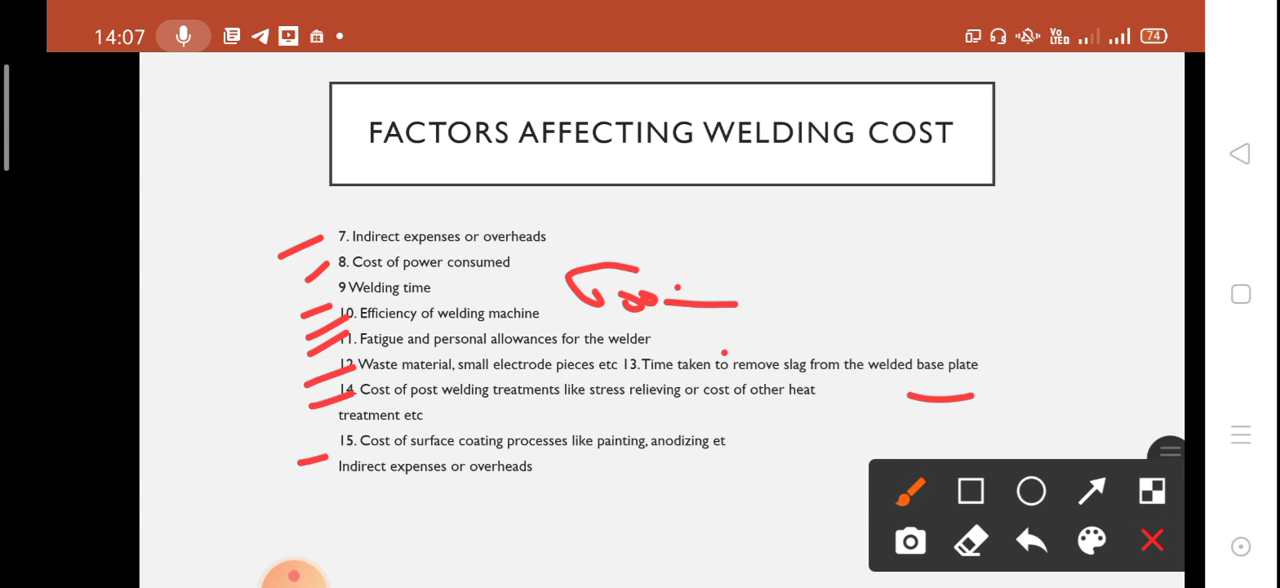 14:07
VoLTED
74
FACTORS AFFECTING WELDING COST
7. Indirect expenses or overheads
8. Cost of power consumed
9 Welding time
10. Efficiency of welding machine
11. Fatigue and personal allowances for the welder
12. Waste material, small electrode pieces etc 13. Time taken to remove slag from the welded base plate
14. Cost of post welding treatments like stress relieving or cost of other heat
treatment etc
15. Cost of surface coating processes like painting, anodizing et
Indirect expenses or overheads